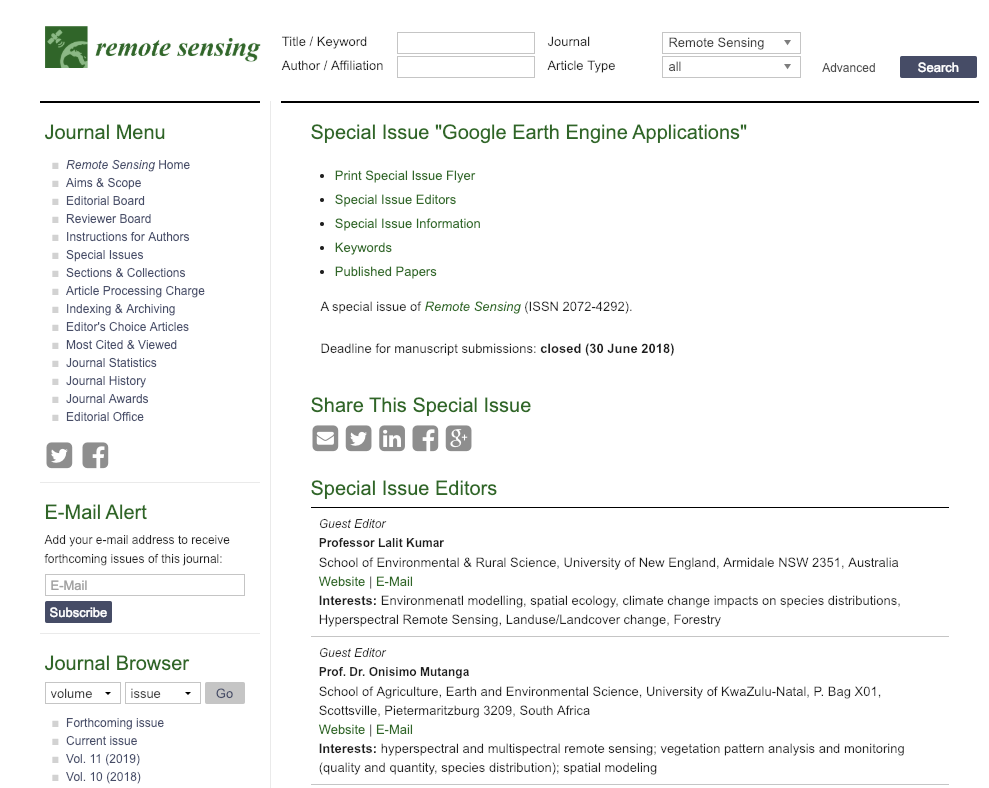 remote sensing
Title / Keyword
Journal
Remote Sensing
Author / Affiliation
Article Type
all
Advanced
Search
Journal Menu
Remote Sensing Home
Aims & Scope
Editorial Board
Reviewer Board
Instructions for Authors
Special Issues
Sections & Collections
Article Processing Charge
Indexing & Archiving
Editor's Choice Articles
Most Cited & Viewed
Journal Statistics
Journal History
Journal Awards
Editorial Office
E-Mail Alert
Add your e-mail address to receive
forthcoming issues of this journal:
E-Mail
Subscribe
Journal Browser
volume
issue
Go
Forthcoming issue
Current issue
Vol. 11 (2019)
Vol. 10 (2018)
Special Issue "Google Earth Engine Applications"
Print Special Issue Flyer
Special Issue Editors
Special Issue Information
Keywords
Published Papers
A special issue of Remote Sensing (ISSN 2072-4292).
Deadline for manuscript submissions: closed (30 June 2018)
Share This Special Issue
Special Issue Editors
Guest Editor
Professor Lalit Kumar
School of Environmental & Rural Science, University of New England, Armidale NSW 2351, Australia
Website | E-Mail
Interests: Environmenatl modelling, spatial ecology, climate change impacts on species distributions,
Hyperspectral Remote Sensing, Landuse/Landcover change, Forestry
Guest Editor
Prof. Dr. Onisimo Mutanga
School of Agriculture, Earth and Environmental Science, University of KwaZulu-Natal, P. Bag X01,
Scottsville, Pietermaritzburg 3209, South Africa
Website | E-Mail
Interests: hyperspectral and multispectral remote sensing; vegetation pattern analysis and monitoring
(quality and quantity, species distribution); spatial modeling